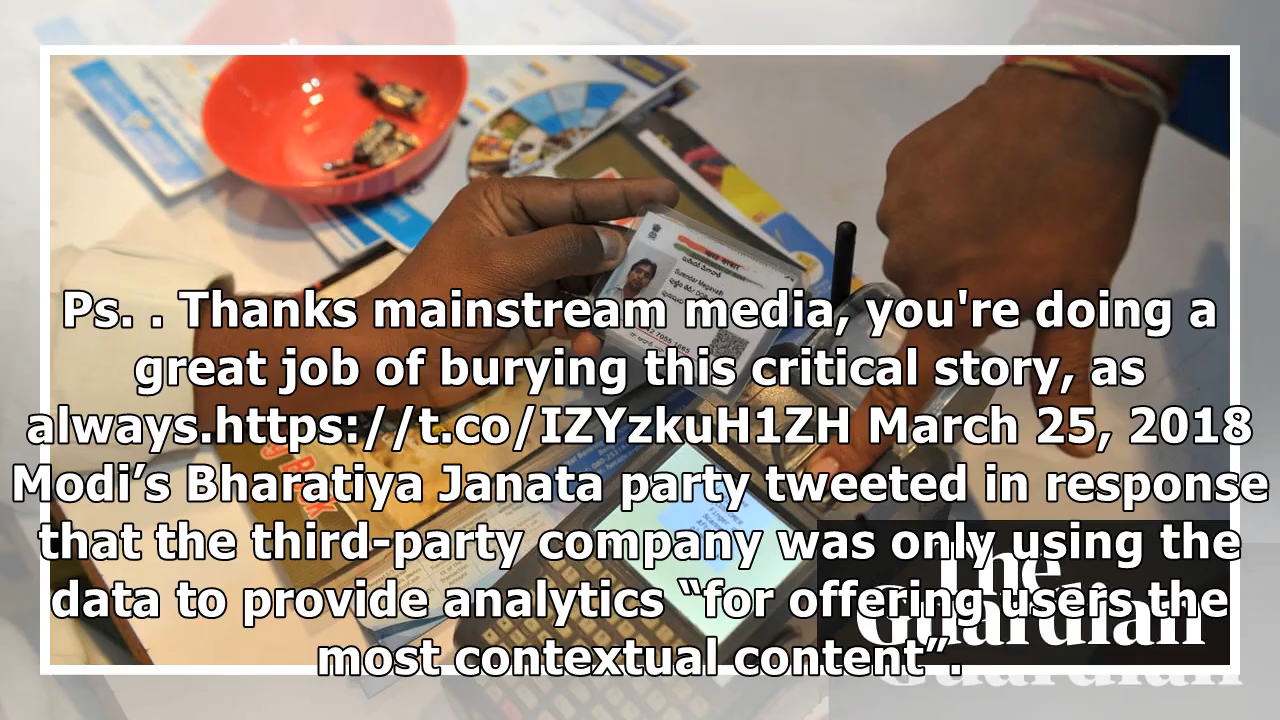 Ps. . Thanks mainstream media, you're doing a
great job of burying this critical story, as
always.https://t.co/IZYzkuH1ZH March 25, 2018
Modi’s Bharatiya Janata party tweeted in response
that the third-party company was only using the
data to provide analytics “for offering users the
most contextual content”.
The
Guardian